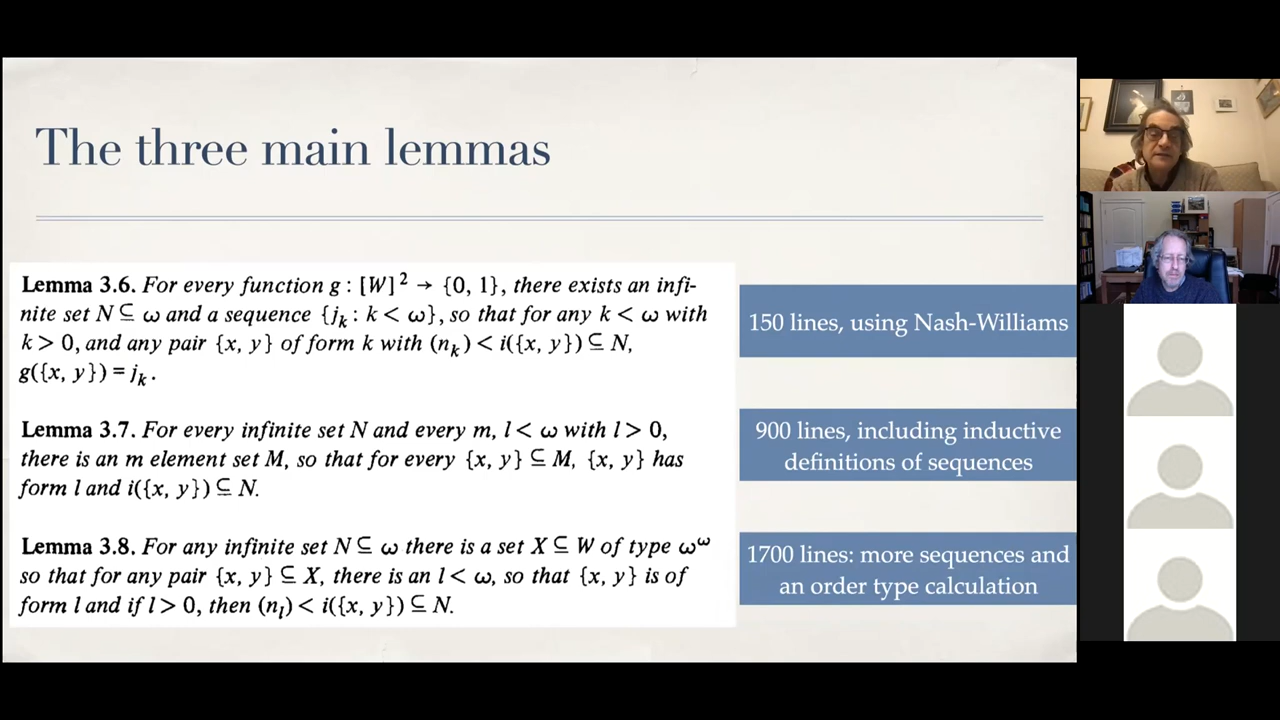 The three main lemmas
Lemma 3.6. For every function g : [W]² → {0, 1}, there exists an infi-
nite set N ⊆ ω and a sequence {jₖ : k < ω}, so that for any k < ω with
k > 0, and any pair {x, y} of form k with (nₖ) < i({x, y}) ⊆ N,
g({x, y}) = jₖ.
150 lines, using Nash-Williams
Lemma 3.7. For every infinite set N and every m, l < ω with l > 0,
there is an m element set M, so that for every {x, y} ⊆ M, {x, y} has
form l and i({x, y}) ⊆ N.
900 lines, including inductive
definitions of sequences
Lemma 3.8. For any infinite set N ⊆ ω there is a set X ⊆ W of type ω^ω
so that for any pair {x, y} ⊆ X, there is an l < ω, so that {x, y} is of
form l and if l > 0, then (nₗ) < i({x, y}) ⊆ N.
1700 lines: more sequences and
an order type calculation